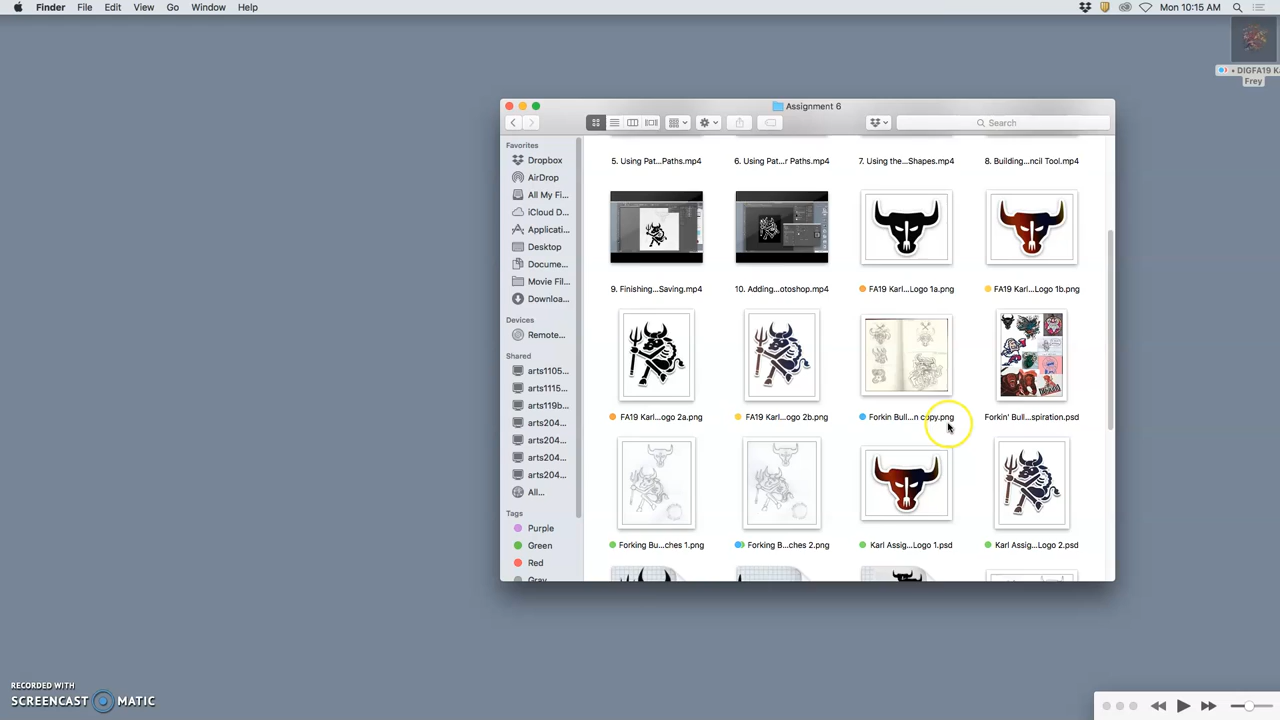 Finder File Edit View Go Window Help Mon 10:15 AM
DIGFA19 K
Frey
Assignment 6
Search
Favorites
Dropbox
AirDrop
All My Fi...
iCloud D...
Applicati...
Desktop
Docume...
Movie Fil...
Downloa...
Devices
Remote...
Shared
arts1105...
arts1115...
arts119b...
arts204...
arts204...
arts204...
arts204...
All...
Tags
Purple
Green
Red
Gray
5. Using Pat...Paths.mp4 6. Using Pat...r Paths.mp4 7. Using the...Shapes.mp4 8. Building...ncil Tool.mp4
9. Finishing...Saving.mp4 10. Adding...otoshop.mp4 FA19 Karl...Logo 1a.png FA19 Karl...Logo 1b.png
FA19 Karl...ogo 2a.png FA19 Karl...ogo 2b.png Forkin Bull...n copy.png Forkin' Bull...spiration.psd
Forking Bu...ches 1.png Forking B...ches 2.png Karl Assig...Logo 1.psd Karl Assig...Logo 2.psd
RECORDED WITH
SCREENCAST MATIC